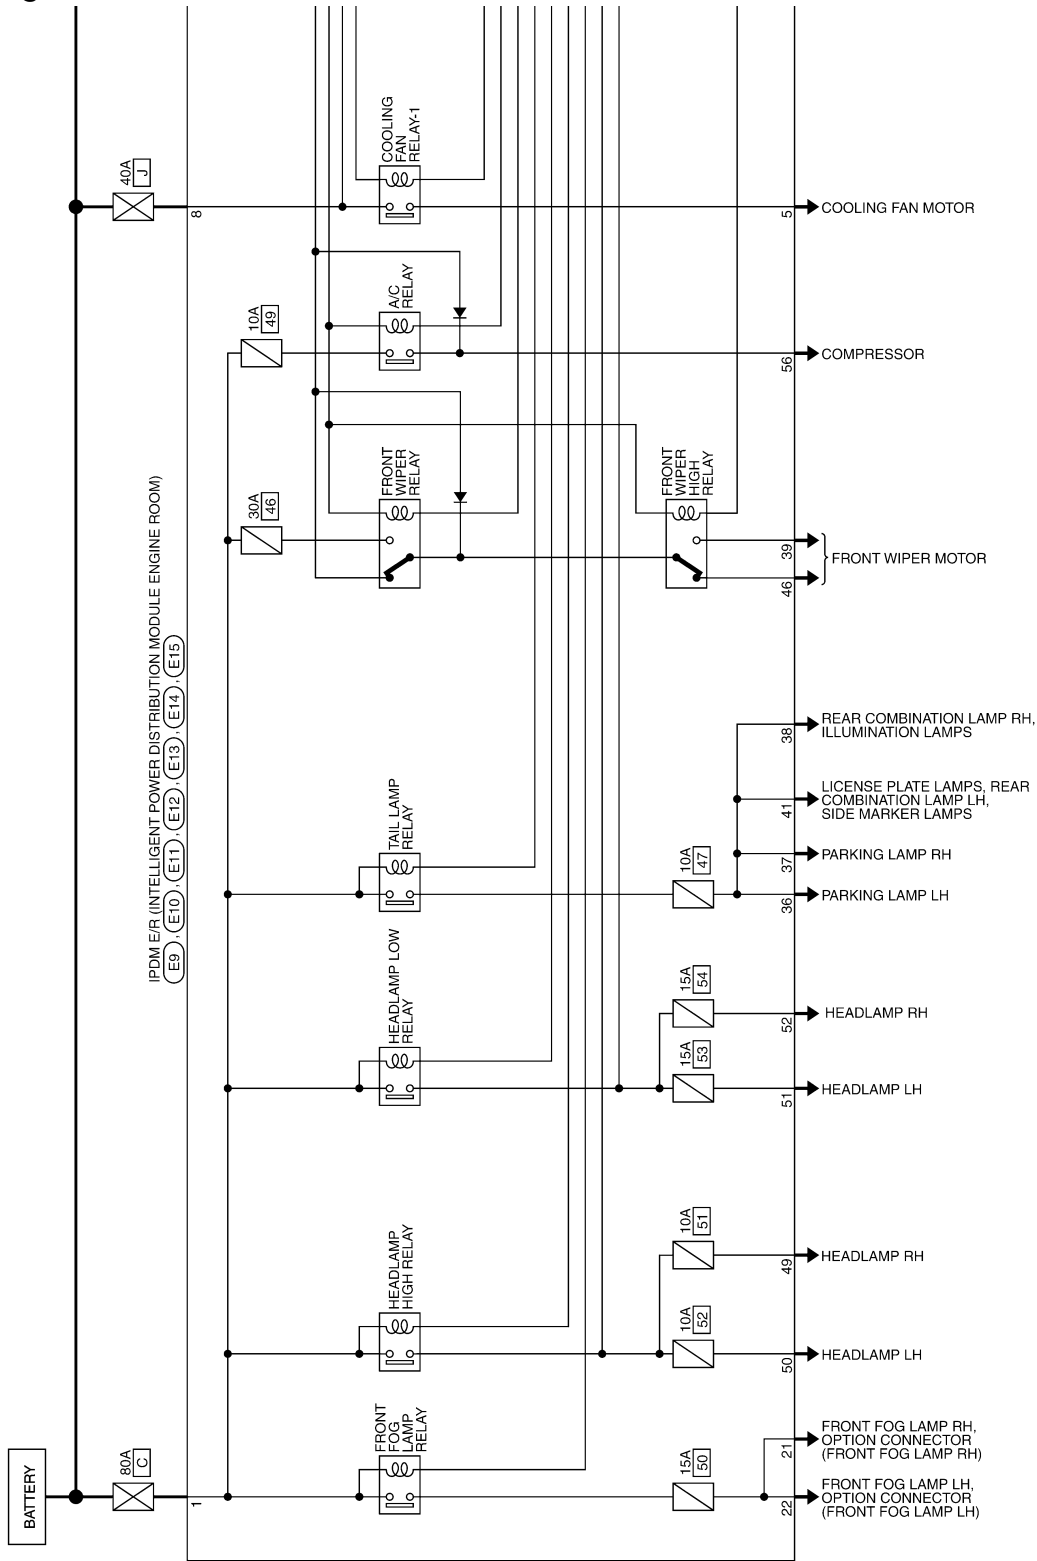 40A
J
8
COOLING
FAN
RELAY-1
5
COOLING FAN MOTOR
10A
49
A/C
RELAY
56
COMPRESSOR
30A
46
FRONT
WIPER
RELAY
FRONT
WIPER
HIGH
RELAY
39
46
FRONT WIPER MOTOR
IPDM E/R (INTELLIGENT POWER DISTRIBUTION MODULE ENGINE ROOM)
E9 , E10 , E11 , E12 , E13 , E14 , E15
38
REAR COMBINATION LAMP RH,
ILLUMINATION LAMPS
41
LICENSE PLATE LAMPS, REAR
COMBINATION LAMP LH,
SIDE MARKER LAMPS
TAIL LAMP
RELAY
10A
47
37
PARKING LAMP RH
36
PARKING LAMP LH
HEADLAMP LOW
RELAY
15A
54
52
HEADLAMP RH
15A
53
51
HEADLAMP LH
HEADLAMP
HIGH RELAY
10A
51
49
HEADLAMP RH
10A
52
50
HEADLAMP LH
BATTERY
80A
C
1
FRONT
FOG
LAMP
RELAY
15A
50
21
FRONT FOG LAMP RH,
OPTION CONNECTOR
(FRONT FOG LAMP RH)
22
FRONT FOG LAMP LH,
OPTION CONNECTOR
(FRONT FOG LAMP LH)